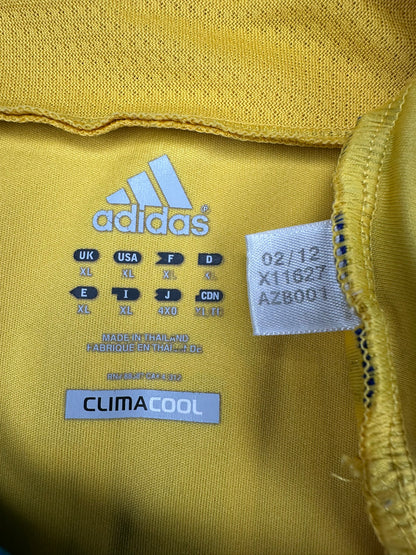 adidas
UK USA F D
XL XL XL XL
E I J CDN
XL XL 4XO XL/TG
MADE IN THAILAND
FABRIQUE EN THAILANDE
CLIMACOOL
02/12
X11627
AZB001